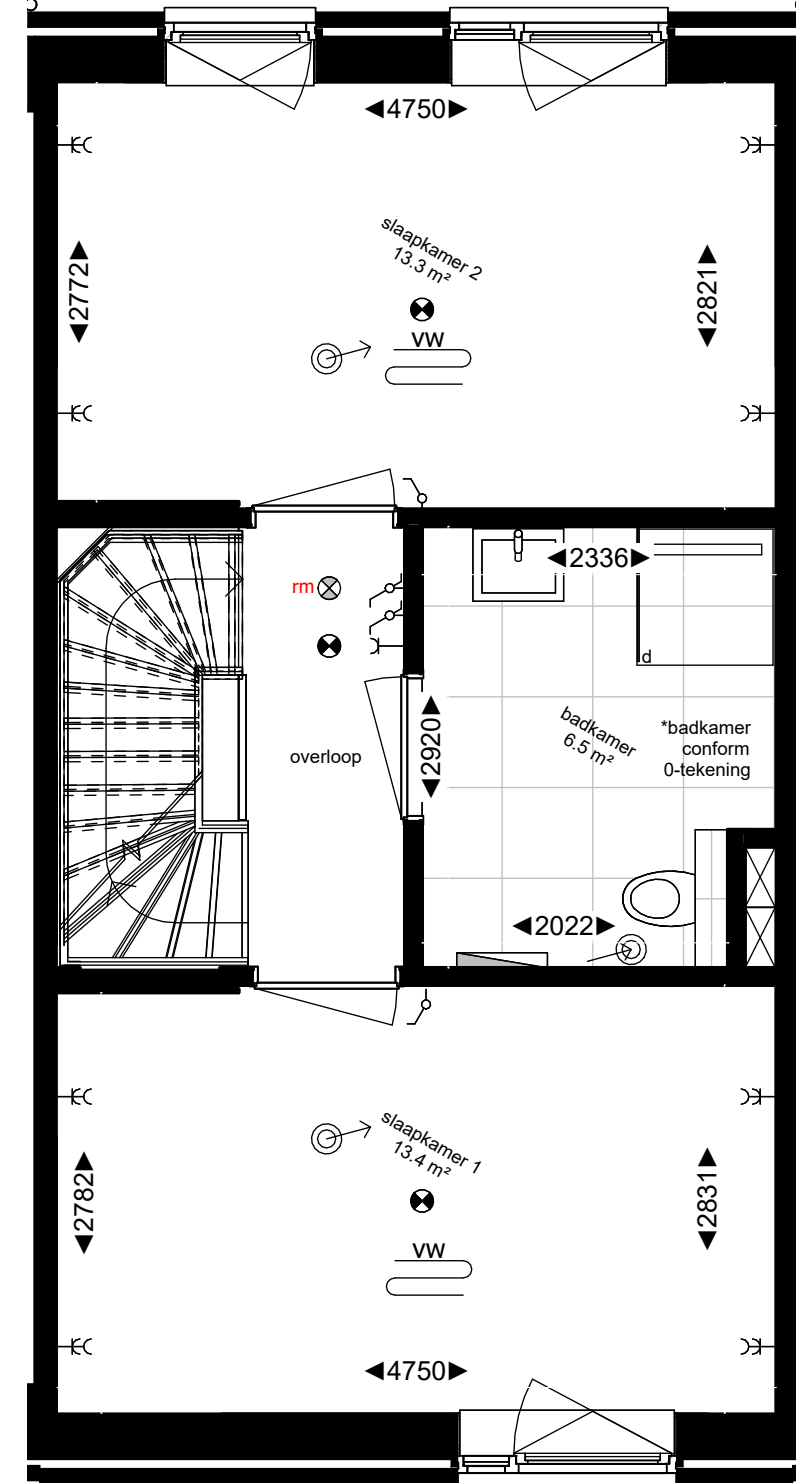 4750
slaapkamer 2
13.3 m²
2772
2821
vw
rm
2336
d
badkamer
6.5 m²
*badkamer
conform
0-tekening
overloop
2920
2022
slaapkamer 1
13.4 m²
2782
2831
vw
4750